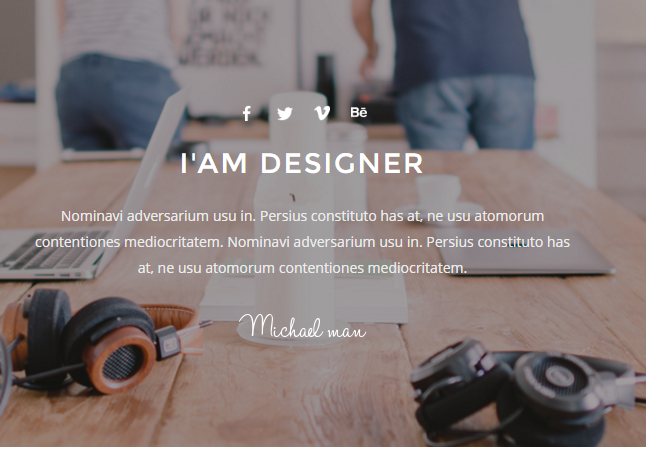 Bē
I'AM DESIGNER
Nominavi adversarium usu in. Persius constituto has at, ne usu atomorum
contentiones mediocritatem. Nominavi adversarium usu in. Persius constituto has
at, ne usu atomorum contentiones mediocritatem.
Michael man